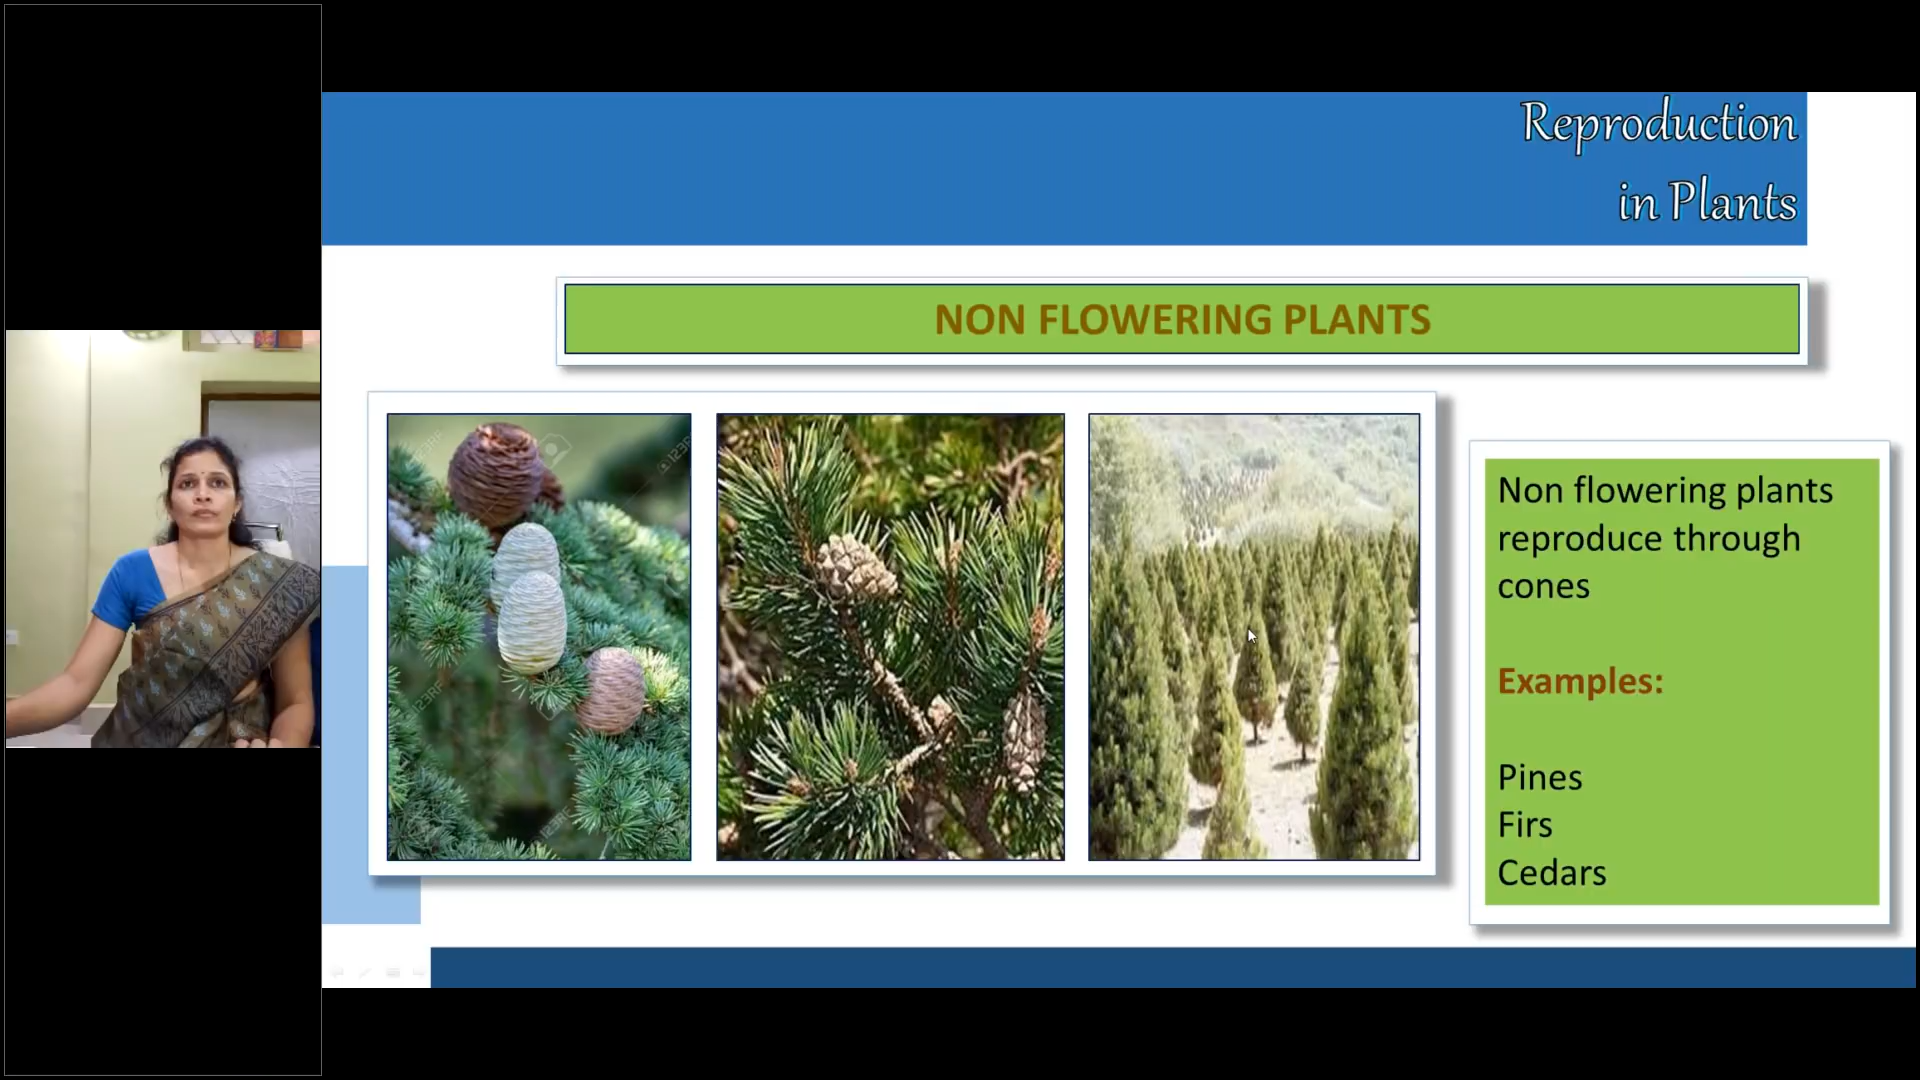 Reproduction
in Plants
NON FLOWERING PLANTS
Non flowering plants
reproduce through
cones
Examples:
Pines
Firs
Cedars